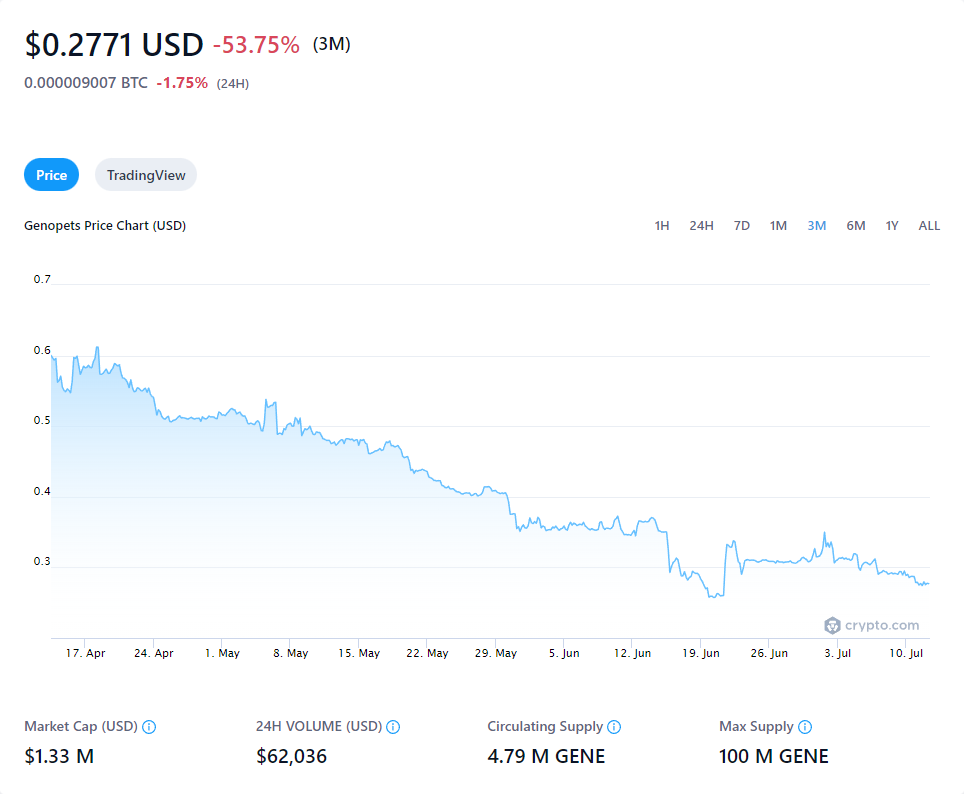 $0.2771 USD -53.75% (3M)
0.000009007 BTC -1.75% (24H)
Price TradingView
Genopets Price Chart (USD) 1H 24H 7D 1M 3M 6M 1Y ALL
0.7
0.6
0.5
0.4
0.3
crypto.com
17. Apr 24. Apr 1. May 8. May 15. May 22. May 29. May 5. Jun 12. Jun 19. Jun 26. Jun 3. Jul 10. Jul
Market Cap (USD) 24H VOLUME (USD) Circulating Supply Max Supply
$1.33 M $62,036 4.79 M GENE 100 M GENE